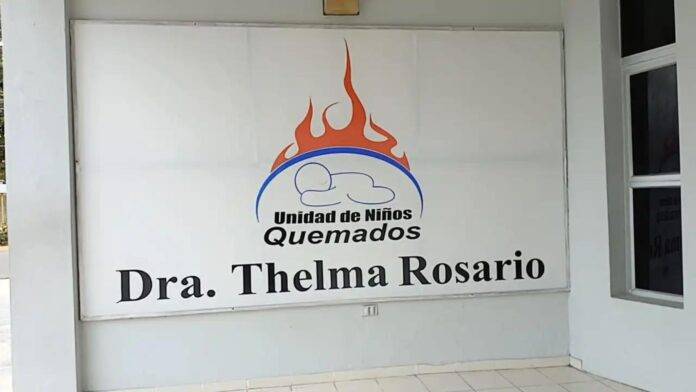 Unidad de Niños
Quemados
Dra. Thelma Rosario